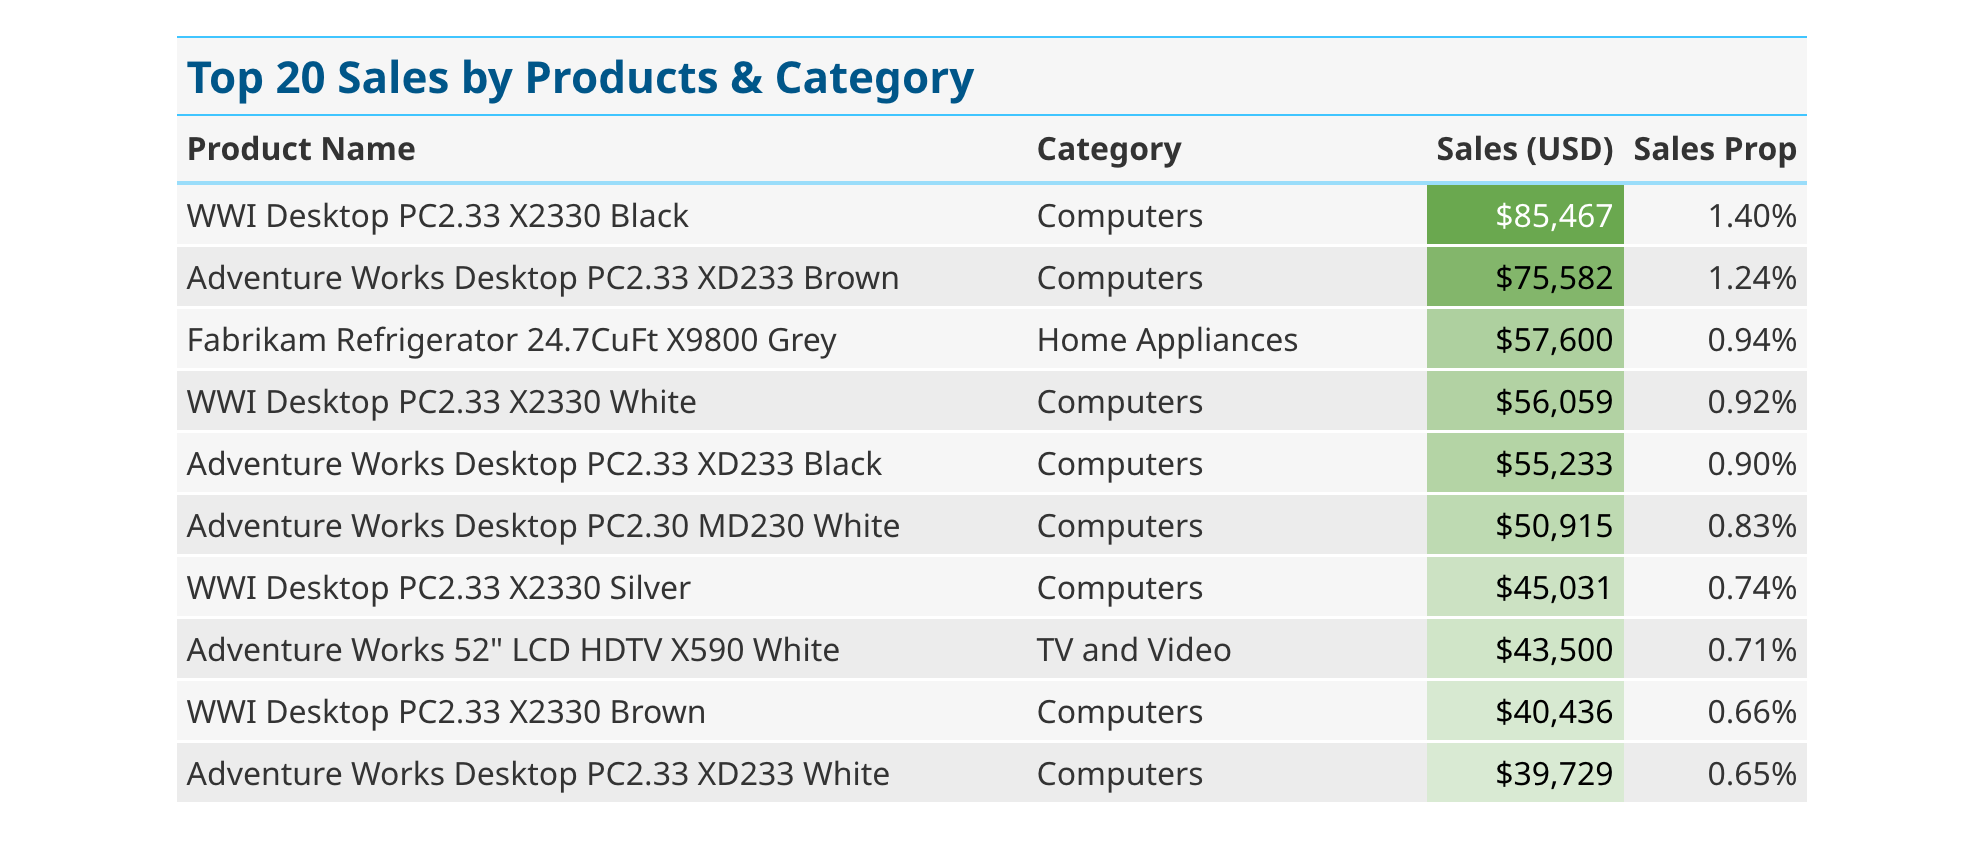 Top 20 Sales by Products & Category
Product Name Category Sales (USD) Sales Prop
WWI Desktop PC2.33 X2330 Black Computers $85,467 1.40%
Adventure Works Desktop PC2.33 XD233 Brown Computers $75,582 1.24%
Fabrikam Refrigerator 24.7CuFt X9800 Grey Home Appliances $57,600 0.94%
WWI Desktop PC2.33 X2330 White Computers $56,059 0.92%
Adventure Works Desktop PC2.33 XD233 Black Computers $55,233 0.90%
Adventure Works Desktop PC2.30 MD230 White Computers $50,915 0.83%
WWI Desktop PC2.33 X2330 Silver Computers $45,031 0.74%
Adventure Works 52" LCD HDTV X590 White TV and Video $43,500 0.71%
WWI Desktop PC2.33 X2330 Brown Computers $40,436 0.66%
Adventure Works Desktop PC2.33 XD233 White Computers $39,729 0.65%